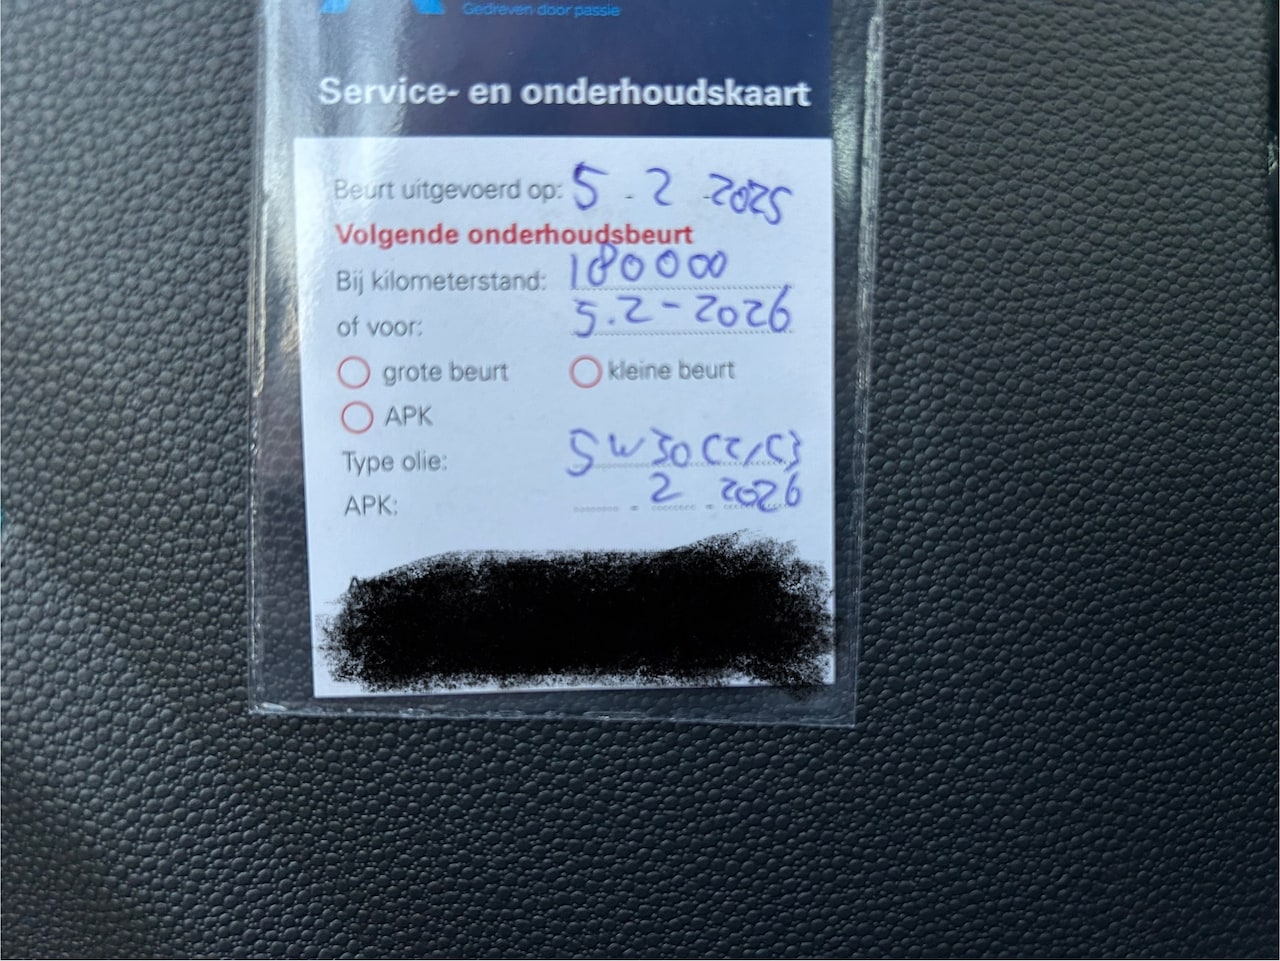 Gedreven door passie
Service- en onderhoudskaart
Beurt uitgevoerd op: 5-2-2025
Volgende onderhoudsbeurt
Bij kilometerstand: 180000
of voor: 5.2-2026
grote beurt kleine beurt
APK
Type olie: 5W30 C2/C3
APK: - 2 - 2026